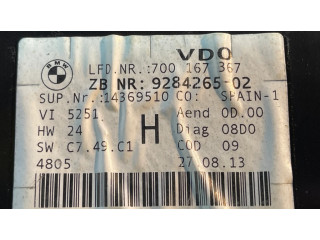 BMW
VDO
LFD.NR.:700 167 367
ZB NR: 9284265-02
SUP.Nr.:14369510 CO: SPAIN-1
VI 5251 Aend 0D.00
HW 24 H Diag 08D0
SW C7.49.C1 COD 09
4805 27.08.13